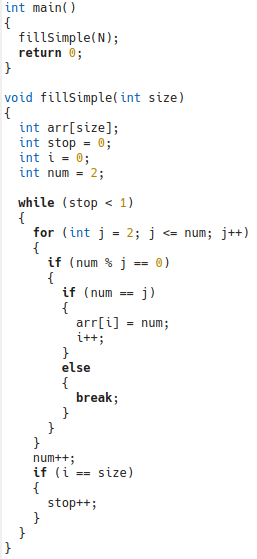 int main()
{
  fillSimple(N);
  return 0;
}

void fillSimple(int size)
{
  int arr[size];
  int stop = 0;
  int i = 0;
  int num = 2;

  while (stop < 1)
  {
    for (int j = 2; j <= num; j++)
    {
      if (num % j == 0)
      {
        if (num == j)
        {
          arr[i] = num;
          i++;
        }
        else
        {
          break;
        }
      }
    }
    num++;
    if (i == size)
    {
      stop++;
    }
  }
}